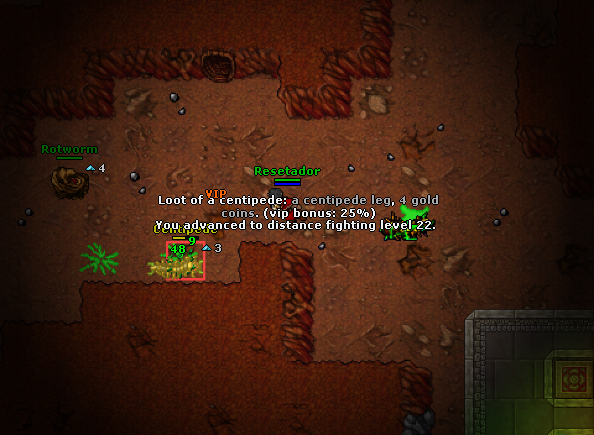 Rotworm
4
Resetador
VIP
Loot of a centipede: a centipede leg, 4 gold
coins. (vip bonus: 25%)
You advanced to distance fighting level 22.
Centipede
9
48
3